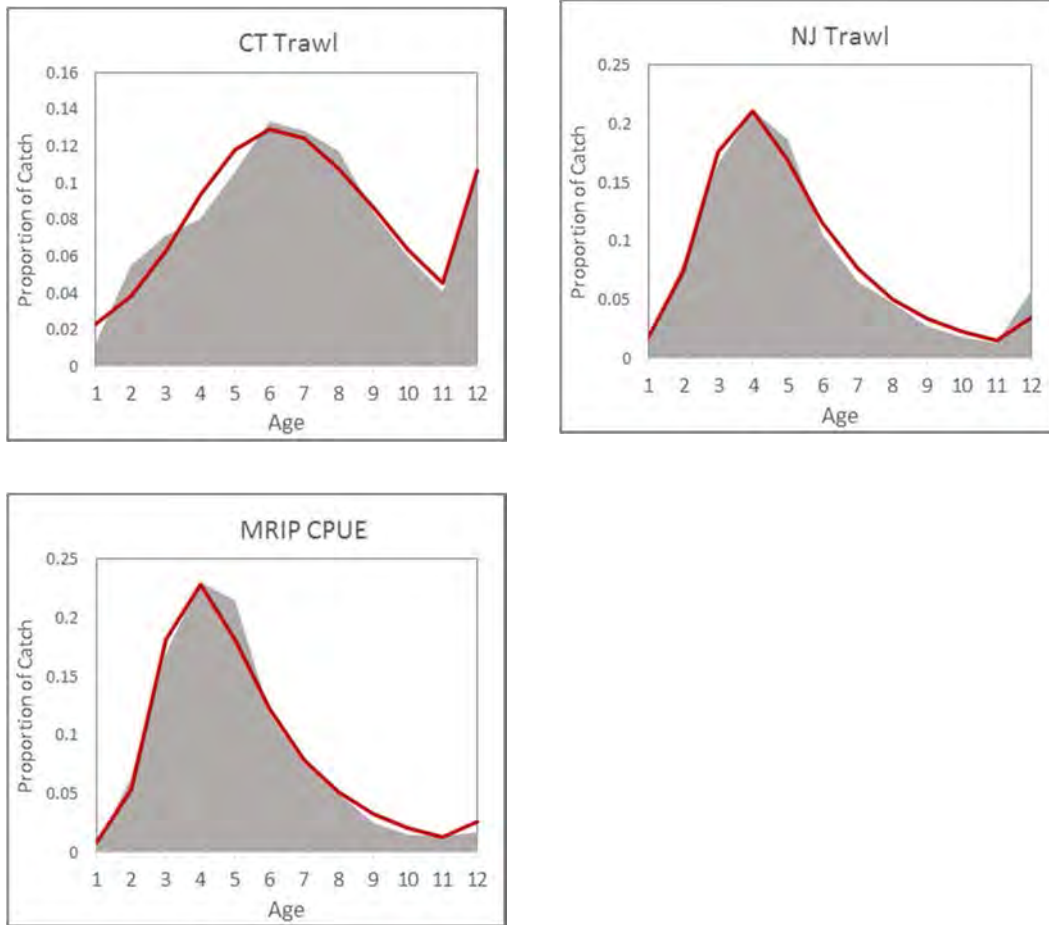 CT Trawl
Proportion of Catch
0.16
0.14
0.12
0.1
0.08
0.06
0.04
0.02
0
1 2 3 4 5 6 7 8 9 10 11 12
Age
NJ Trawl
Proportion of Catch
0.25
0.2
0.15
0.1
0.05
0
1 2 3 4 5 6 7 8 9 10 11 12
Age
MRIP CPUE
Proportion of Catch
0.25
0.2
0.15
0.1
0.05
0
1 2 3 4 5 6 7 8 9 10 11 12
Age